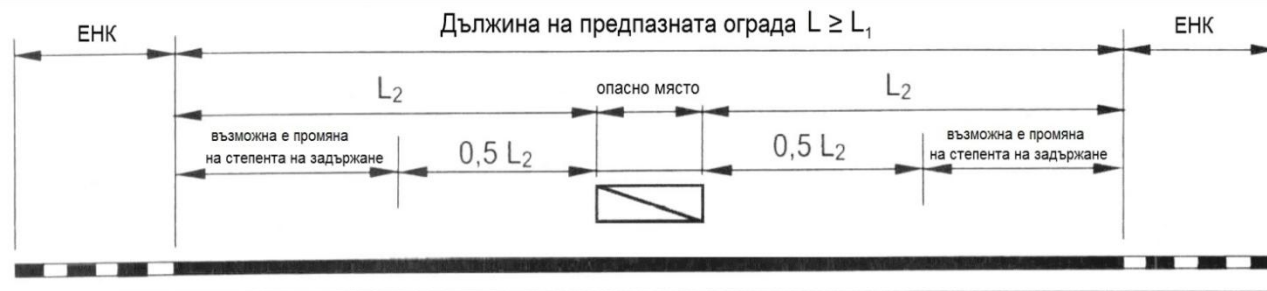 ЕНК
Дължина на предпазната ограда L ≥ L₁
ЕНК
L₂
опасно място
L₂
възможна е промяна
на степента на задържане
0,5 L₂
0,5 L₂
възможна е промяна
на степента на задържане